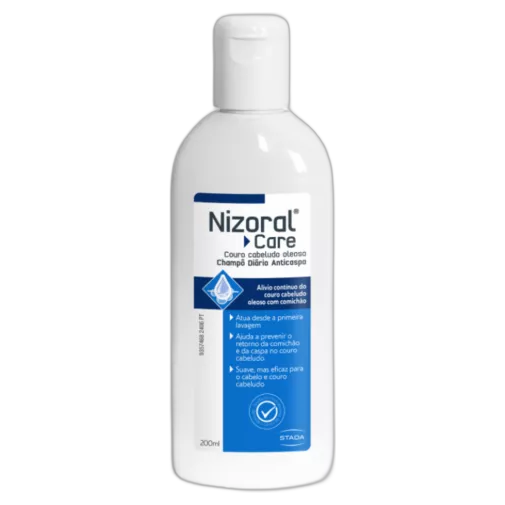 Nizoral®
Care
Couro cabeludo oleoso
Champô Diário Anticaspa
Alívio contínuo do
couro cabeludo
oleoso com comichão
Atua desde a primeira
lavagem
Ajuda a prevenir o
retorno da comichão
e da caspa no couro
cabeludo.
Suave, mas eficaz para
o cabelo e couro
cabeludo
200ml
STADA